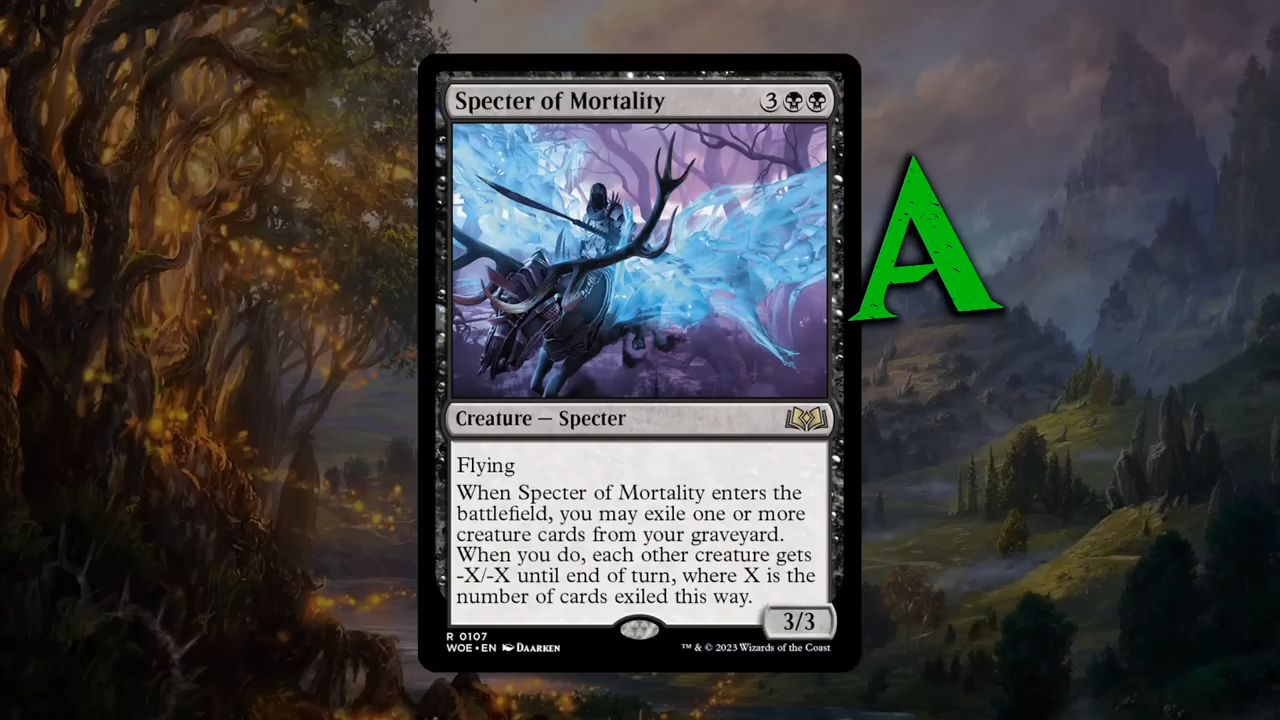 Specter of Mortality 3
A
Creature — Specter
Flying
When Specter of Mortality enters the
battlefield, you may exile one or more
creature cards from your graveyard.
When you do, each other creature gets
-X/-X until end of turn, where X is the
number of cards exiled this way.
3/3
R 0107
WOE • EN Daarken
™ & © 2023 Wizards of the Coast